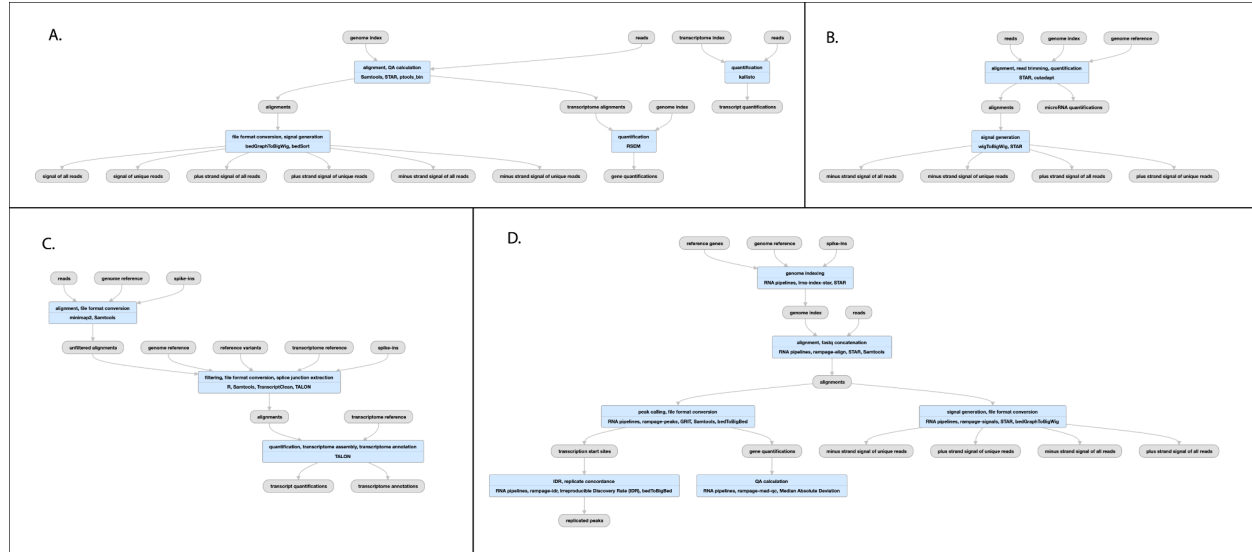 A.
genome index
reads
transcriptome index
reads
alignment, QA calculation
Samtools, STAR, ptools_bin
quantification
kallisto
alignments
transcriptome alignments
genome index
transcript quantifications
file format conversion, signal generation
bedGraphToBigWig, bedSort
quantification
RSEM
signal of all reads
signal of unique reads
plus strand signal of all reads
plus strand signal of unique reads
minus strand signal of all reads
minus strand signal of unique reads
gene quantifications
B.
reads
genome index
genome reference
alignment, read trimming, quantification
STAR, cutadapt
alignments
microRNA quantifications
signal generation
wigToBigWig, STAR
minus strand signal of all reads
minus strand signal of unique reads
plus strand signal of all reads
plus strand signal of unique reads
C.
reads
genome reference
spike-ins
alignment, file format conversion
minimap2, Samtools
unfiltered alignments
genome reference
reference variants
transcriptome reference
spike-ins
filtering, file format conversion, splice junction extraction
R, Samtools, TranscriptClean, TALON
alignments
transcriptome reference
quantification, transcriptome assembly, transcriptome annotation
TALON
transcript quantifications
transcriptome annotations
D.
reference genes
genome reference
spike-ins
genome indexing
RNA pipelines, lrna-index-star, STAR
genome index
reads
alignment, fastq concatenation
RNA pipelines, rampage-align, STAR, Samtools
alignments
peak calling, file format conversion
RNA pipelines, rampage-peaks, GRIT, Samtools, bedToBigBed
signal generation, file format conversion
RNA pipelines, rampage-signals, STAR, bedGraphToBigWig
transcription start sites
gene quantifications
minus strand signal of unique reads
plus strand signal of unique reads
minus strand signal of all reads
plus strand signal of all reads
IDR, replicate concordance
RNA pipelines, rampage-idr, Irreproducible Discovery Rate (IDR), bedToBigBed
QA calculation
RNA pipelines, rampage-mad-qc, Median Absolute Deviation
replicated peaks